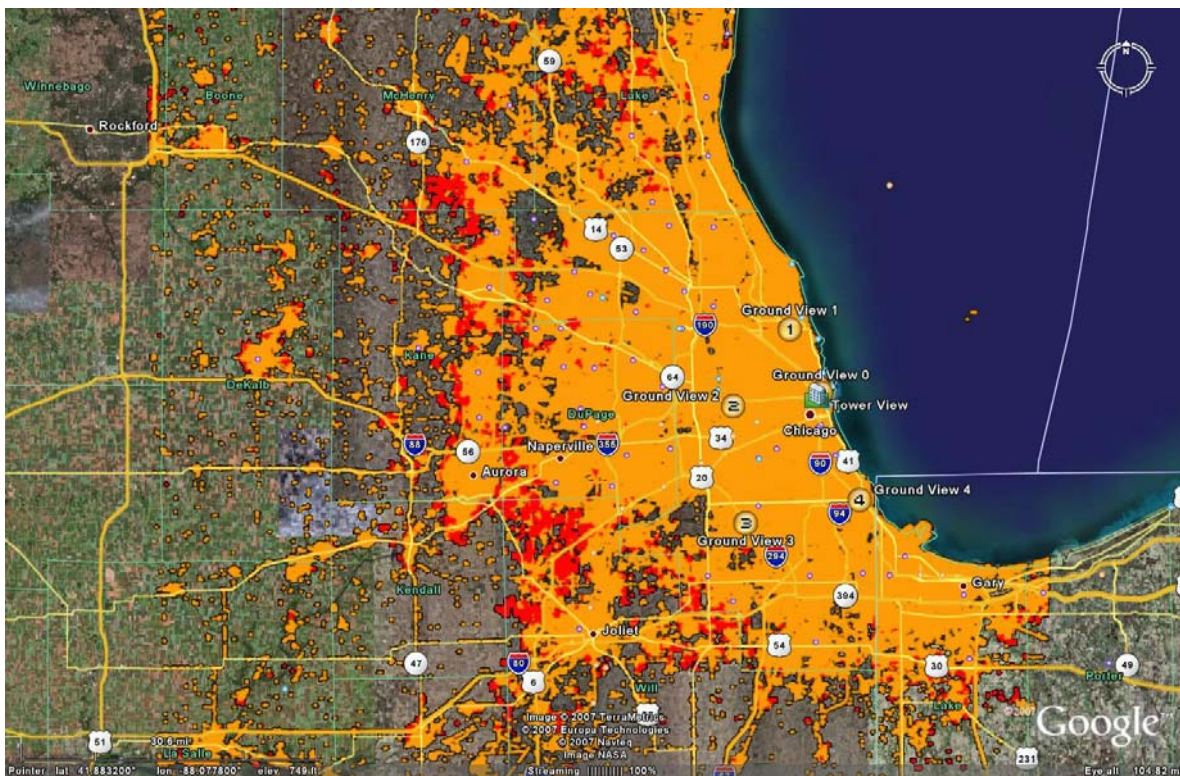 N
59
Winnebago
Boone
McHenry
Lake
Rockford
176
14
53
Ground View 1
1
190
Kane
64
Ground View 0
DeKalb
Ground View 2
2
Tower View
DuPage
Chicago
88
56
Naperville
355
34
90
41
Aurora
20
Ground View 4
4
94
3
Ground View 3
294
Kendall
Gary
394
Joliet
47
80
54
30
49
6
Will
Porter
Lake
Image © 2007 TerraMetrics
© 2007 Europa Technologies
© 2007 Navteq
Image NASA
© 2007
Google
51
30.6 mi
La Salle
231
Pointer lat 41.883200° lon -88.077800° elev 749 ft
Streaming |||||||||| 100%
Eye alt 104.82 mi